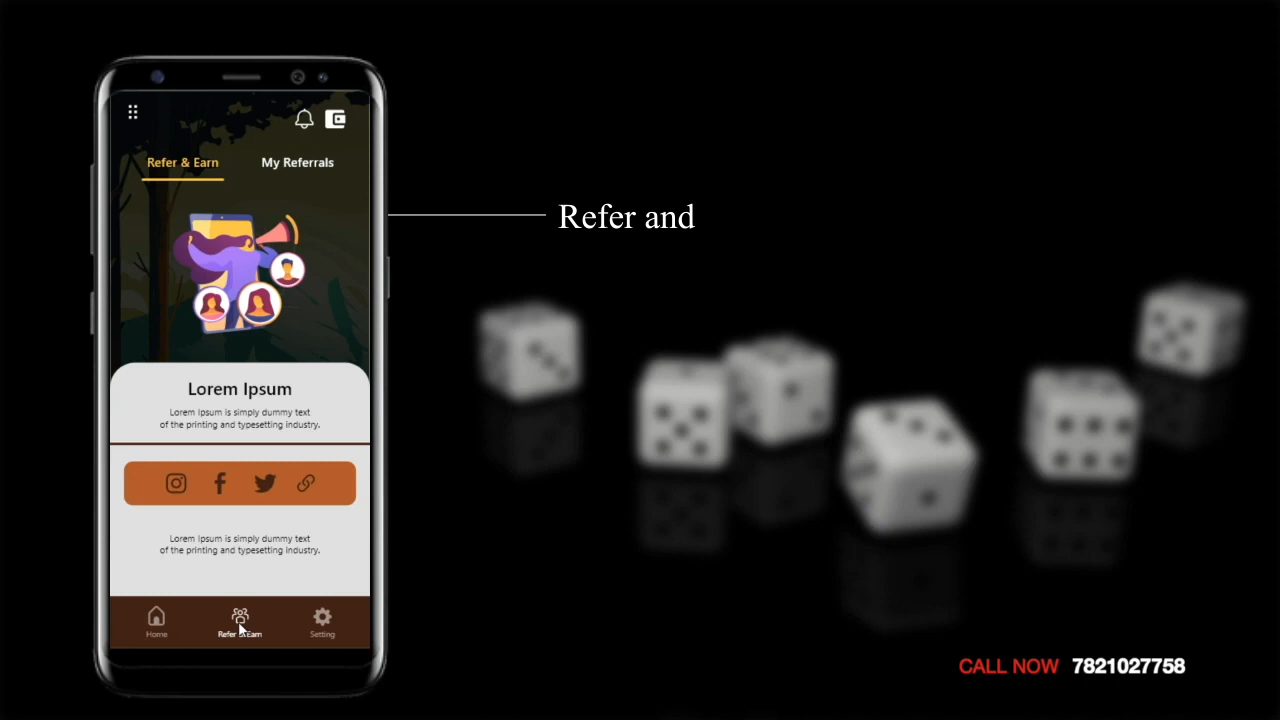 Refer & Earn My Referrals
Refer and
Lorem Ipsum
Lorem Ipsum is simply dummy text
of the printing and typesetting industry.
Lorem Ipsum is simply dummy text
of the printing and typesetting industry.
Home Refer & Earn Setting
CALL NOW 7821027758